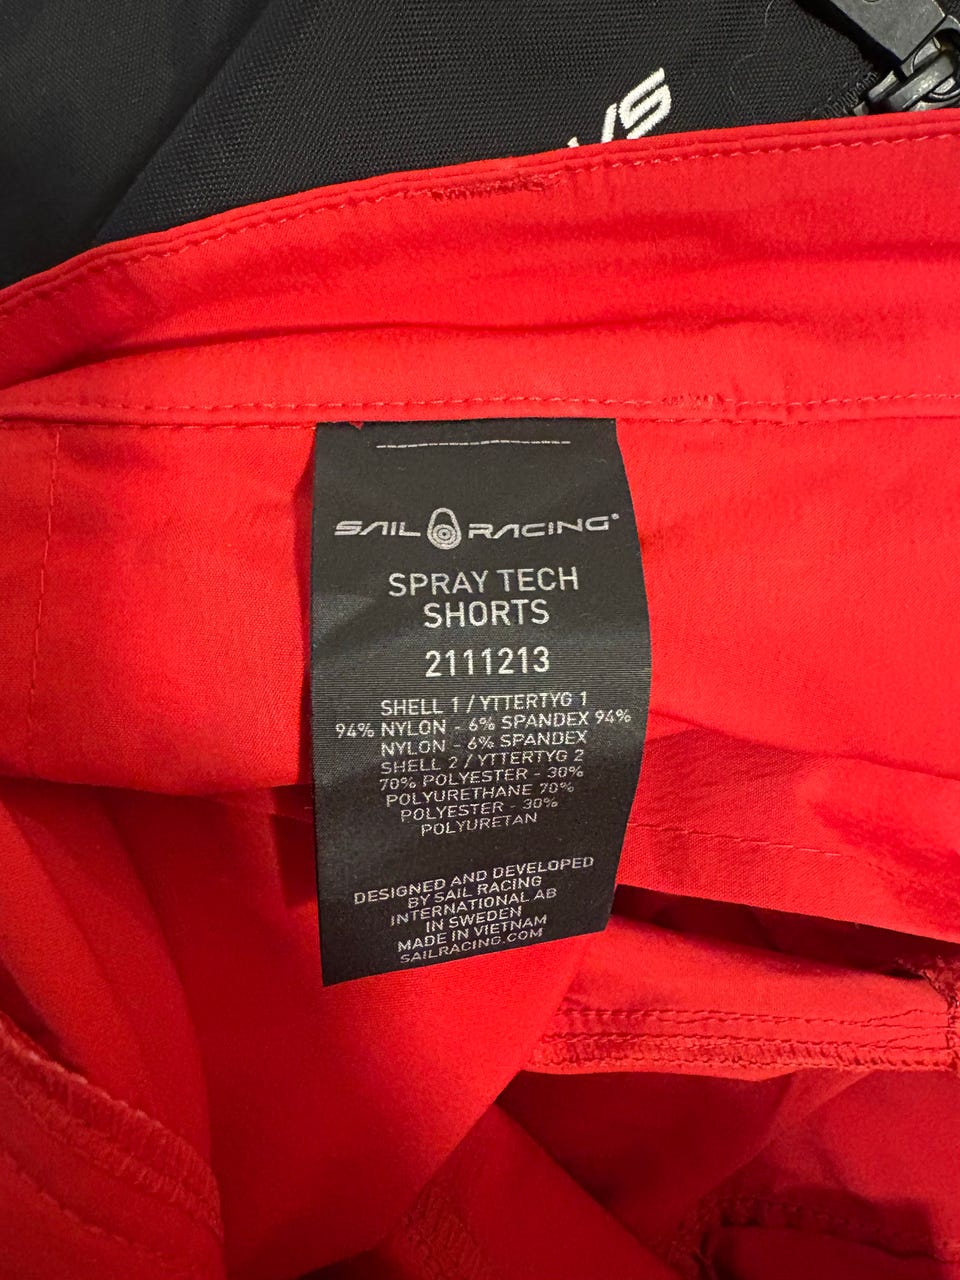 VS
SAIL RACING®
SPRAY TECH
SHORTS
2111213
SHELL 1 / YTTERTYG 1
94% NYLON - 6% SPANDEX 94%
NYLON - 6% SPANDEX
SHELL 2 / YTTERTYG 2
70% POLYESTER - 30%
POLYURETHANE 70%
POLYESTER - 30%
POLYURETAN
DESIGNED AND DEVELOPED
BY SAIL RACING
INTERNATIONAL AB
IN SWEDEN
MADE IN VIETNAM
SAILRACING.COM